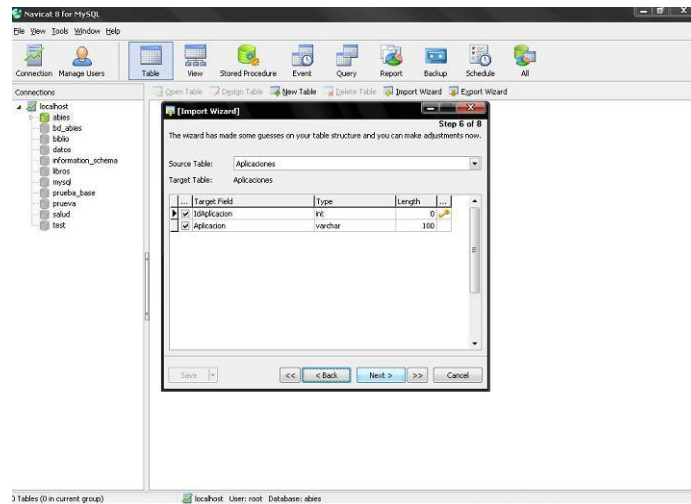 Navicat 8 for MySQL
File View Tools Window Help
Connection Manage Users Table View Stored Procedure Event Query Report Backup Schedule All
Connections
Open Table Design Table New Table Delete Table Import Wizard Export Wizard
localhost
abies
bd_abies
biblio
datos
information_schema
libros
mysql
prueba_base
prueva
salud
test
[Import Wizard]
Step 6 of 8
The wizard has made some guesses on your table structure and you can make adjustments now.
Source Table: Aplicaciones
Target Table: Aplicaciones
... Target Field Type Length ...
IdAplicacion int 0
Aplicacion varchar 100
Save << < Back Next > >> Cancel
0 Tables (0 in current group) localhost User: root Database: abies